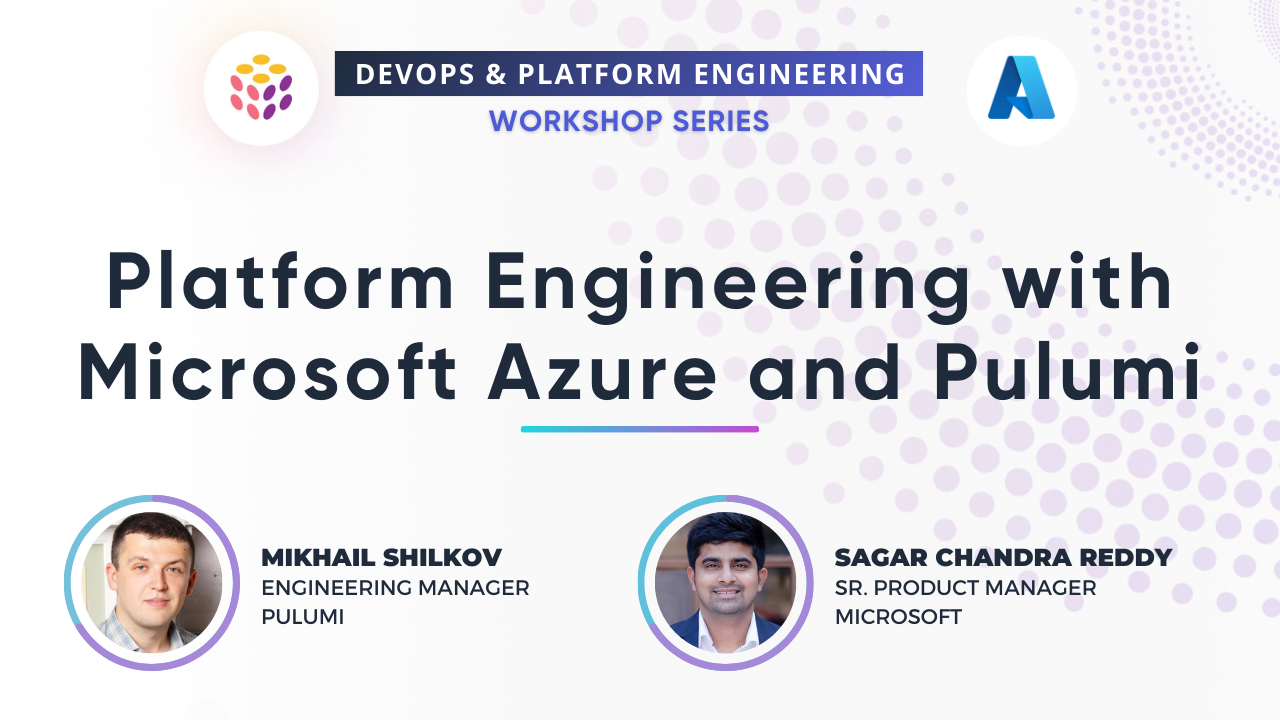 DEVOPS & PLATFORM ENGINEERING
WORKSHOP SERIES
Platform Engineering with
Microsoft Azure and Pulumi
MIKHAIL SHILKOV
ENGINEERING MANAGER
PULUMI
SAGAR CHANDRA REDDY
SR. PRODUCT MANAGER
MICROSOFT